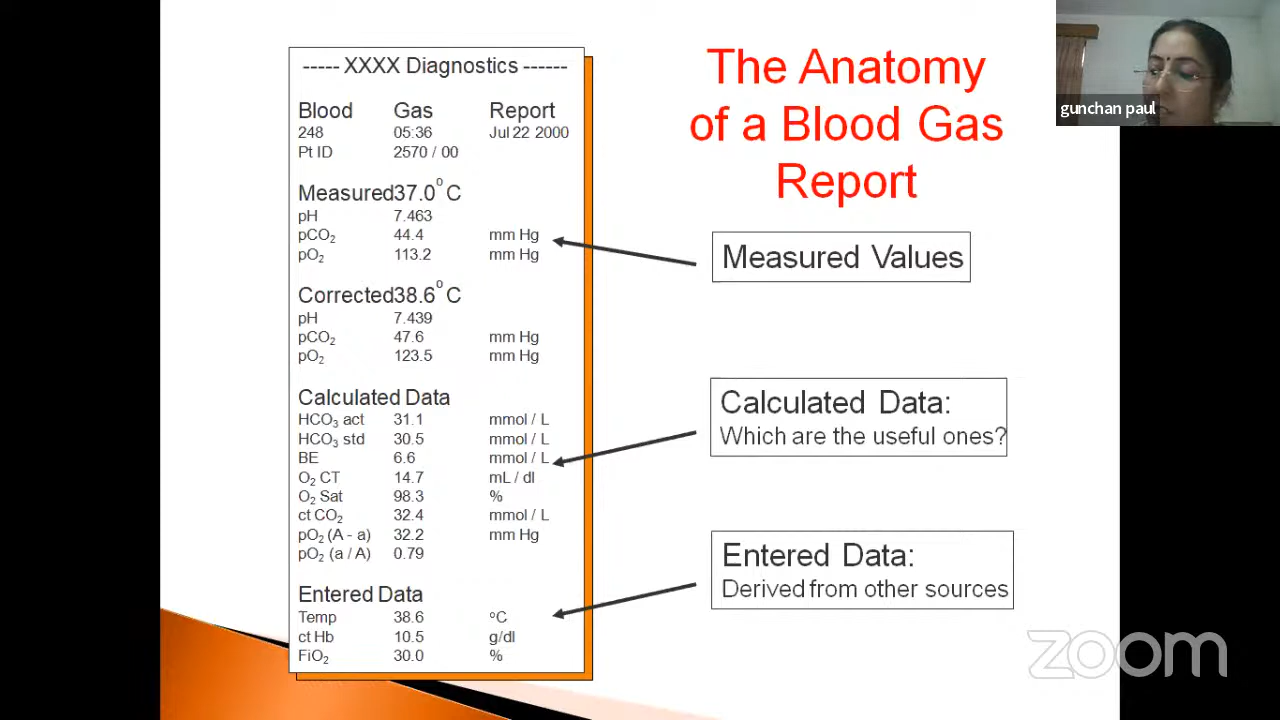 ----- XXXX Diagnostics ------
Blood Gas Report
248 05:36 Jul 22 2000
Pt ID 2570 / 00
Measured37.0°C
pH 7.463
pCO₂ 44.4 mm Hg
pO₂ 113.2 mm Hg
Corrected38.6°C
pH 7.439
pCO₂ 47.6 mm Hg
pO₂ 123.5 mm Hg
Calculated Data
HCO₃ act 31.1 mmol / L
HCO₃ std 30.5 mmol / L
BE 6.6 mmol / L
O₂ CT 14.7 mL / dl
O₂ Sat 98.3 %
ct CO₂ 32.4 mmol / L
pO₂ (A - a) 32.2 mm Hg
pO₂ (a / A) 0.79
Entered Data
Temp 38.6 ºC
ct Hb 10.5 g/dl
FiO₂ 30.0 %
The Anatomy
of a Blood Gas
Report
Measured Values
Calculated Data:
Which are the useful ones?
Entered Data:
Derived from other sources
gunchan paul
zoom